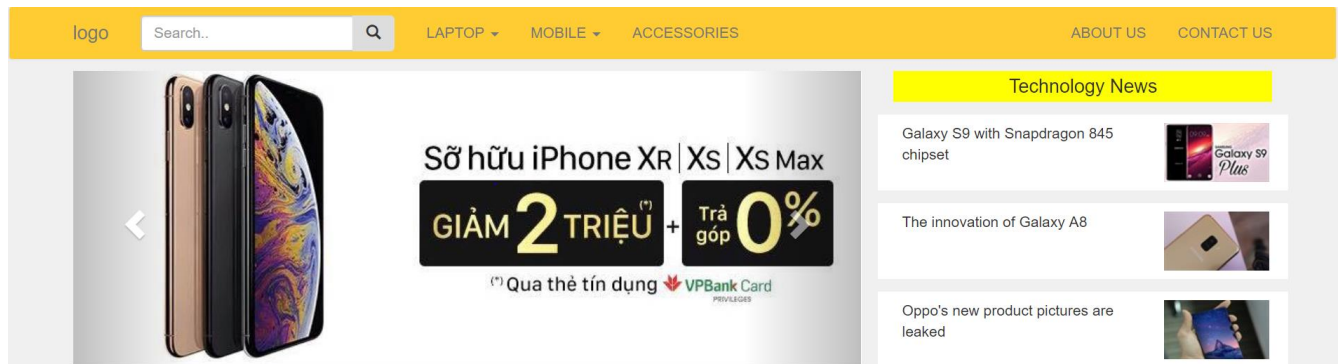 logo
Search..
LAPTOP
MOBILE
ACCESSORIES
ABOUT US
CONTACT US
Sở hữu iPhone XR | XS | XS Max
GIẢM 2 TRIỆU(*) + Trả góp 0%
(*) Qua thẻ tín dụng VPBank Card
PRIVILEGES
Technology News
Galaxy S9 with Snapdragon 845
chipset
Galaxy S9
Plus
The innovation of Galaxy A8
Oppo's new product pictures are
leaked